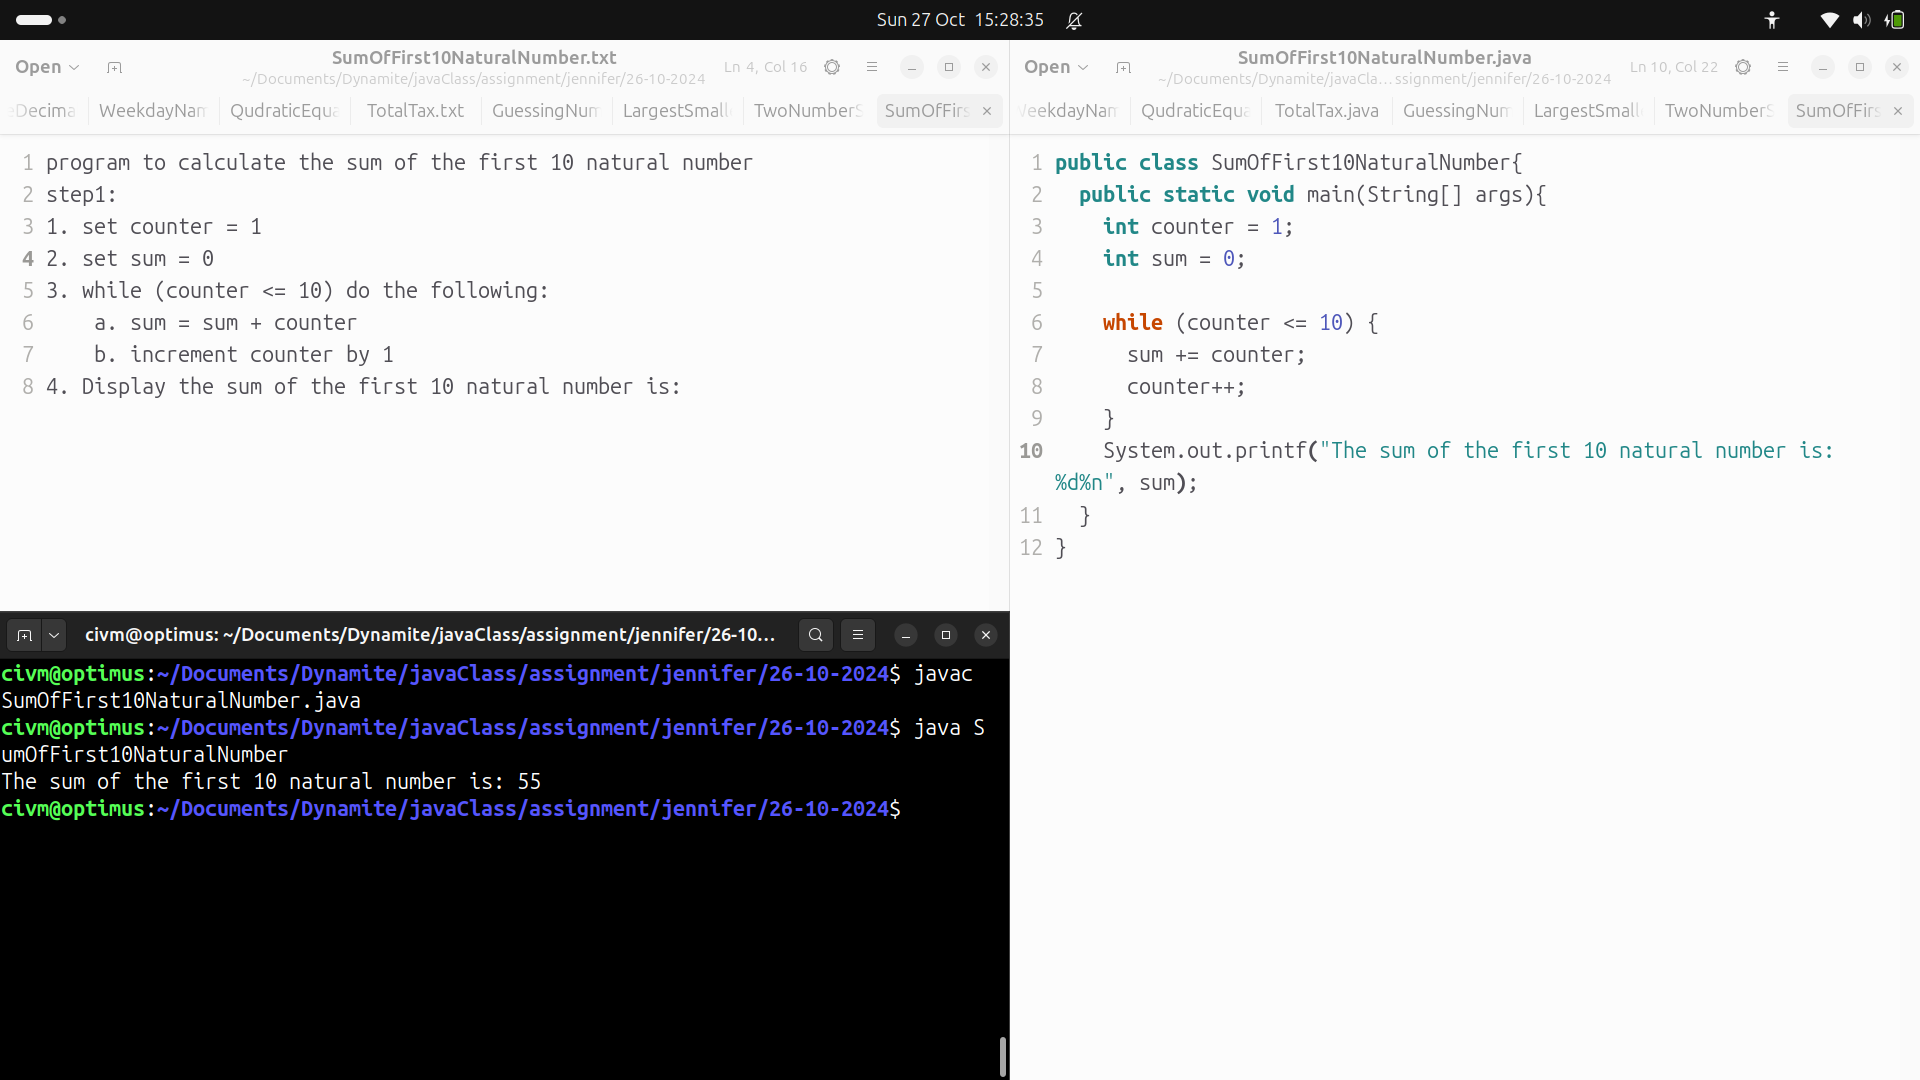 Sun 27 Oct 15:28:35
Open
SumOfFirst10NaturalNumber.txt
~/Documents/Dynamite/javaClass/assignment/jennifer/26-10-2024
Ln 4, Col 16
eDecima WeekdayNam QudraticEqua TotalTax.txt GuessingNum LargestSmall TwoNumberS SumOfFirs
1 program to calculate the sum of the first 10 natural number
2 step1:
3 1. set counter = 1
4 2. set sum = 0
5 3. while (counter <= 10) do the following:
6 a. sum = sum + counter
7 b. increment counter by 1
8 4. Display the sum of the first 10 natural number is:
Open
SumOfFirst10NaturalNumber.java
~/Documents/Dynamite/javaCla…ssignment/jennifer/26-10-2024
Ln 10, Col 22
eekdayNam QudraticEqua TotalTax.java GuessingNum LargestSmall TwoNumberS SumOfFirs
1 public class SumOfFirst10NaturalNumber{
2 public static void main(String[] args){
3 int counter = 1;
4 int sum = 0;
5
6 while (counter <= 10) {
7 sum += counter;
8 counter++;
9 }
10 System.out.printf("The sum of the first 10 natural number is:
%d%n", sum);
11 }
12 }
civm@optimus: ~/Documents/Dynamite/javaClass/assignment/jennifer/26-10…
civm@optimus:~/Documents/Dynamite/javaClass/assignment/jennifer/26-10-2024$ javac
SumOfFirst10NaturalNumber.java
civm@optimus:~/Documents/Dynamite/javaClass/assignment/jennifer/26-10-2024$ java S
umOfFirst10NaturalNumber
The sum of the first 10 natural number is: 55
civm@optimus:~/Documents/Dynamite/javaClass/assignment/jennifer/26-10-2024$